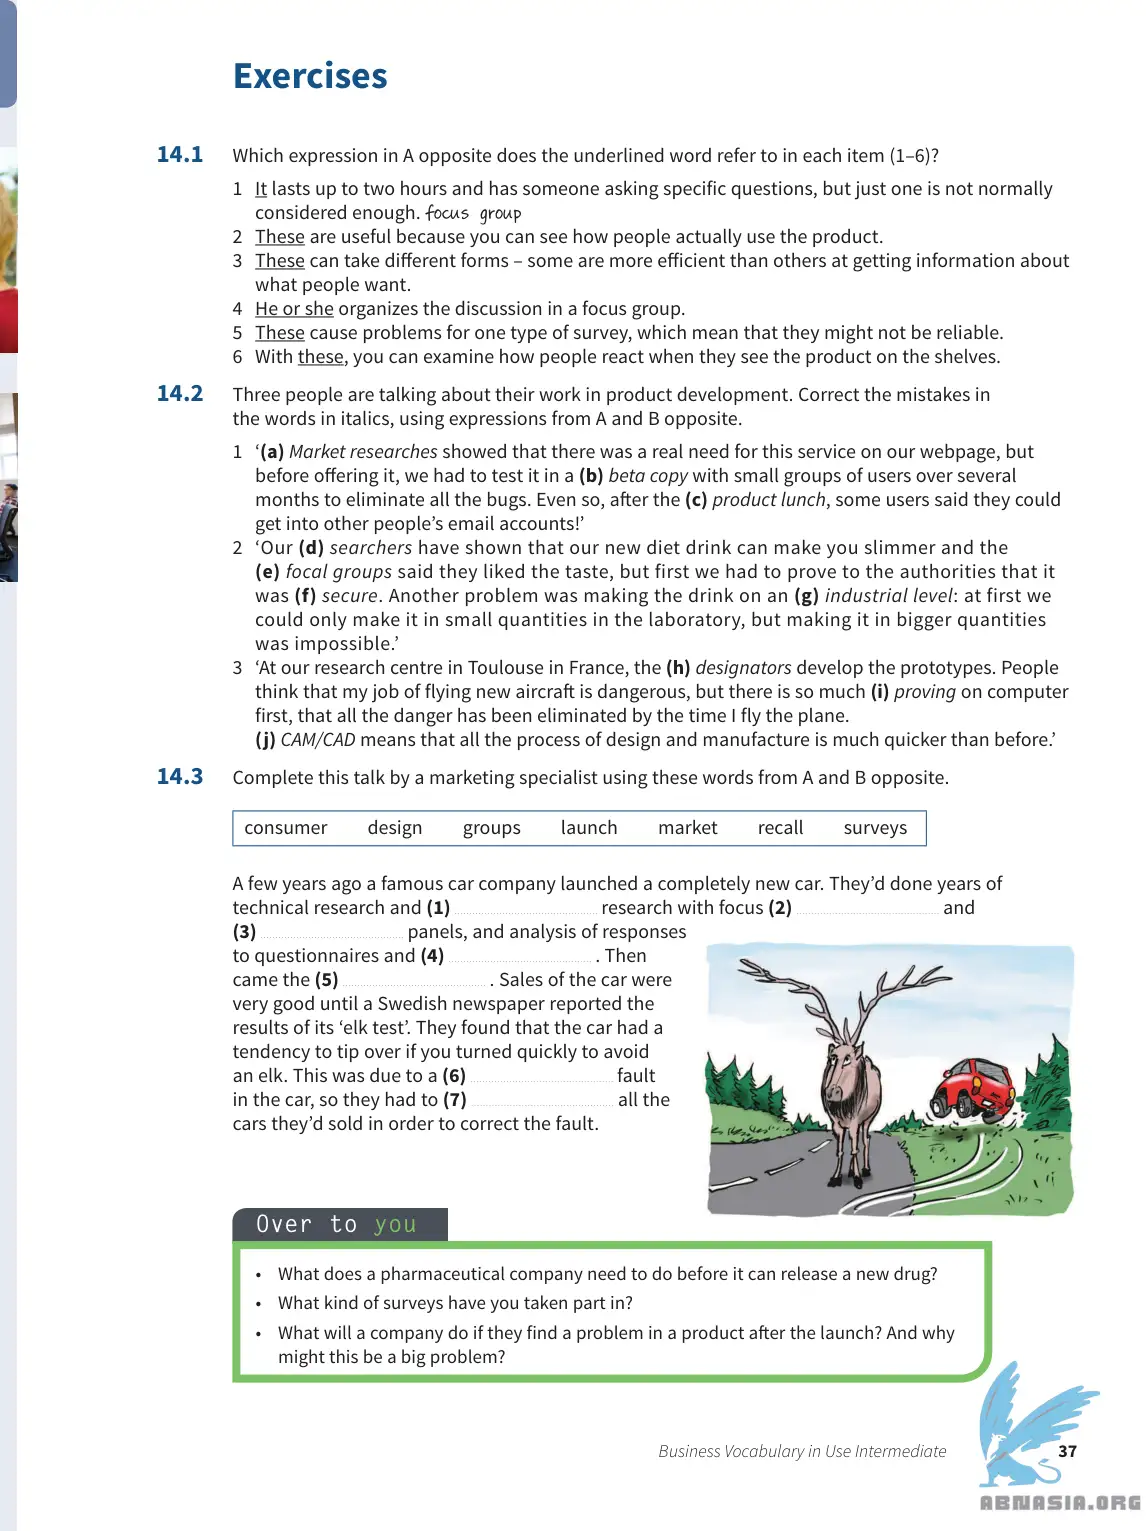 Exercises
14.1 Which expression in A opposite does the underlined word refer to in each item (1–6)?
1 It lasts up to two hours and has someone asking specific questions, but just one is not normally
considered enough. focus group
2 These are useful because you can see how people actually use the product.
3 These can take different forms – some are more efficient than others at getting information about
what people want.
4 He or she organizes the discussion in a focus group.
5 These cause problems for one type of survey, which mean that they might not be reliable.
6 With these, you can examine how people react when they see the product on the shelves.
14.2 Three people are talking about their work in product development. Correct the mistakes in
the words in italics, using expressions from A and B opposite.
1 ‘(a) Market researches showed that there was a real need for this service on our webpage, but
before offering it, we had to test it in a (b) beta copy with small groups of users over several
months to eliminate all the bugs. Even so, after the (c) product lunch, some users said they could
get into other people’s email accounts!’
2 ‘Our (d) searchers have shown that our new diet drink can make you slimmer and the
(e) focal groups said they liked the taste, but first we had to prove to the authorities that it
was (f) secure. Another problem was making the drink on an (g) industrial level: at first we
could only make it in small quantities in the laboratory, but making it in bigger quantities
was impossible.’
3 ‘At our research centre in Toulouse in France, the (h) designators develop the prototypes. People
think that my job of flying new aircraft is dangerous, but there is so much (i) proving on computer
first, that all the danger has been eliminated by the time I fly the plane.
(j) CAM/CAD means that all the process of design and manufacture is much quicker than before.’
14.3 Complete this talk by a marketing specialist using these words from A and B opposite.
consumer design groups launch market recall surveys
A few years ago a famous car company launched a completely new car. They’d done years of
technical research and (1) research with focus (2) and
(3) panels, and analysis of responses
to questionnaires and (4) . Then
came the (5) . Sales of the car were
very good until a Swedish newspaper reported the
results of its ‘elk test’. They found that the car had a
tendency to tip over if you turned quickly to avoid
an elk. This was due to a (6) fault
in the car, so they had to (7) all the
cars they’d sold in order to correct the fault.
Over to you
• What does a pharmaceutical company need to do before it can release a new drug?
• What kind of surveys have you taken part in?
• What will a company do if they find a problem in a product after the launch? And why
might this be a big problem?
Business Vocabulary in Use Intermediate 37
ABNASIA.ORG